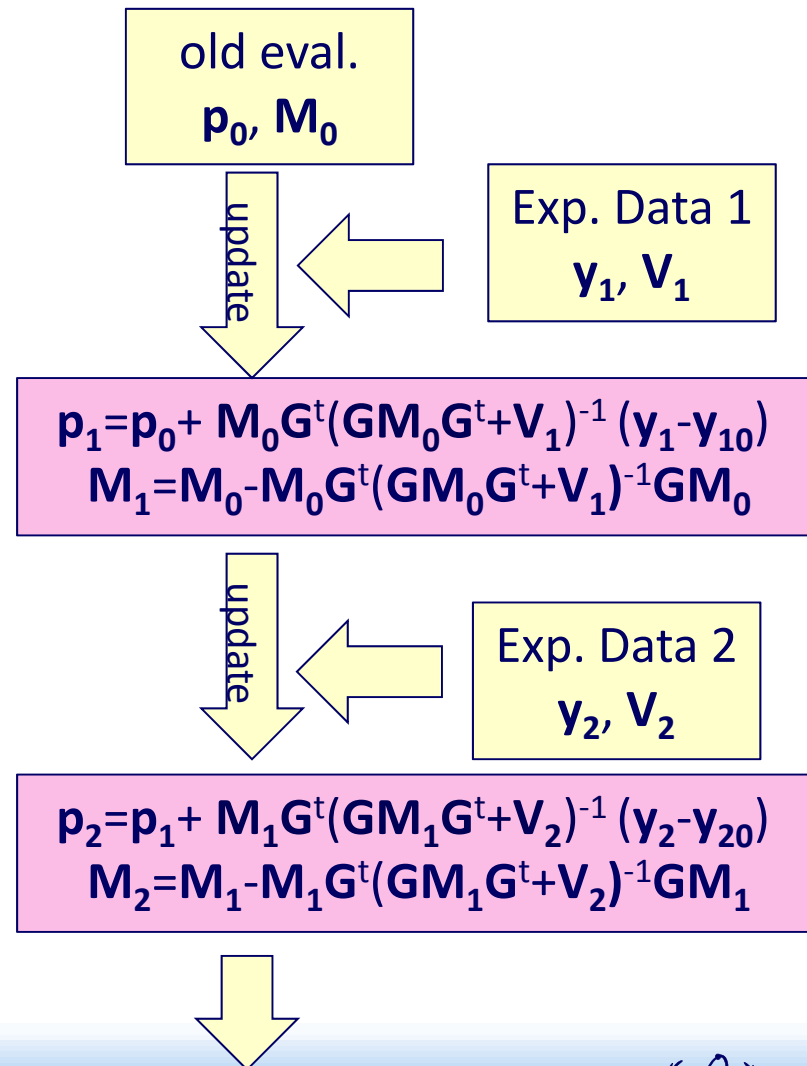 old eval.
p₀, M₀
update
Exp. Data 1
y₁, V₁
p₁=p₀+ M₀Gᵗ(GM₀Gᵗ+V₁)⁻¹ (y₁-y₁₀)
M₁=M₀-M₀Gᵗ(GM₀Gᵗ+V₁)⁻¹GM₀
update
Exp. Data 2
y₂, V₂
p₂=p₁+ M₁Gᵗ(GM₁Gᵗ+V₂)⁻¹ (y₂-y₂₀)
M₂=M₁-M₁Gᵗ(GM₁Gᵗ+V₂)⁻¹GM₁